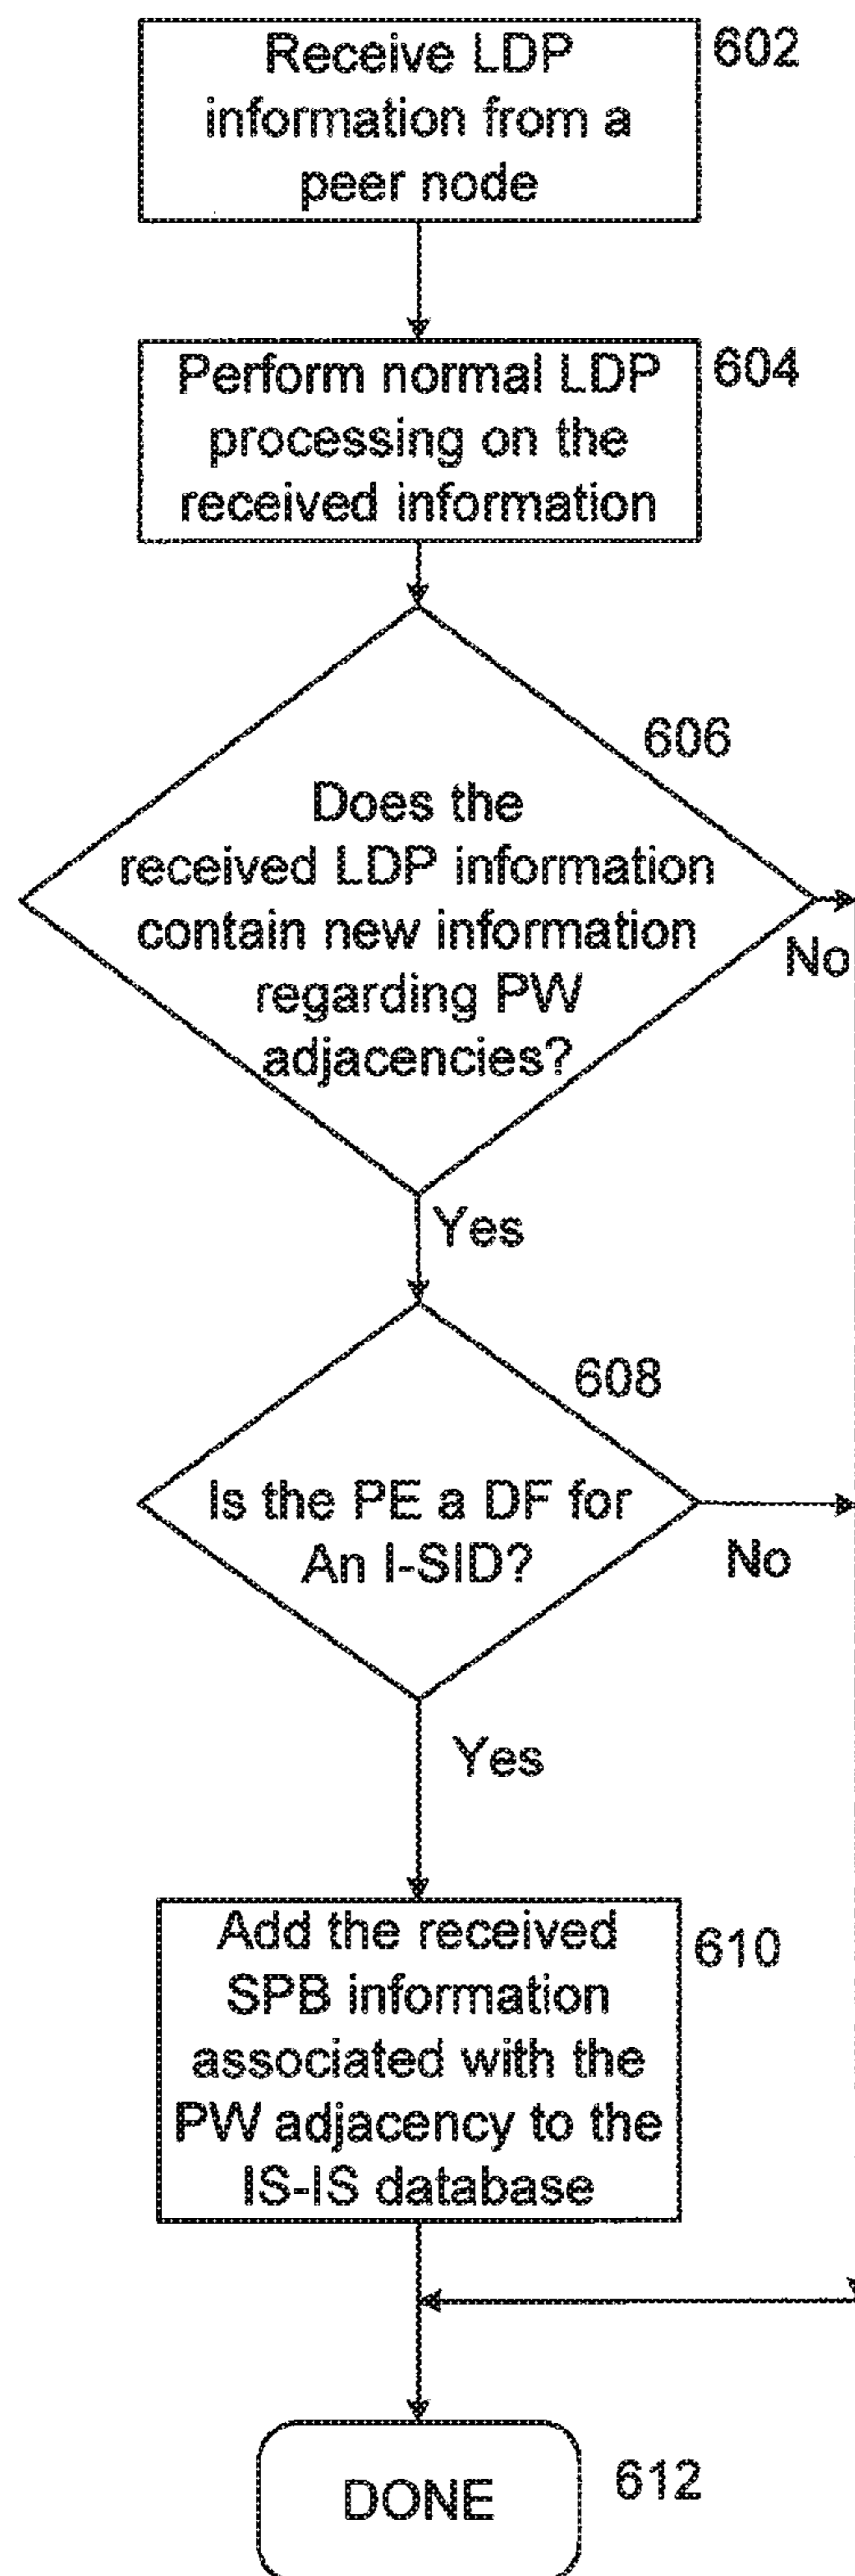 Receive LDP
information from a
peer node
602
Perform normal LDP
processing on the
received information
604
606
Does the
received LDP information
contain new information
regarding PW
adjacencies?
No
Yes
608
Is the PE a DF for
An I-SID?
No
Yes
Add the received
SPB information
associated with the
PW adjacency to the
IS-IS database
610
DONE
612